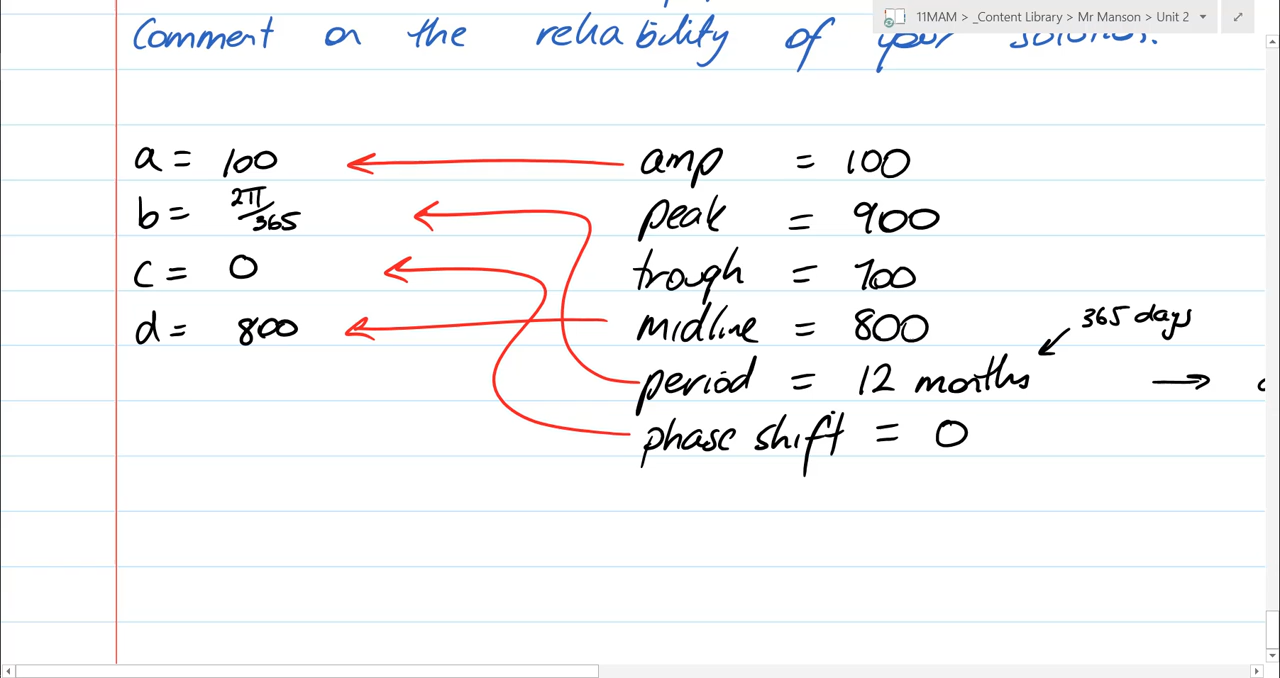 11MAM > _Content Library > Mr Manson > Unit 2
Comment on the reliability of your solution.
a = 100
b = 2π/365
c = 0
d = 800
amp = 100
peak = 900
trough = 700
midline = 800
365 days
period = 12 months →
phase shift = 0